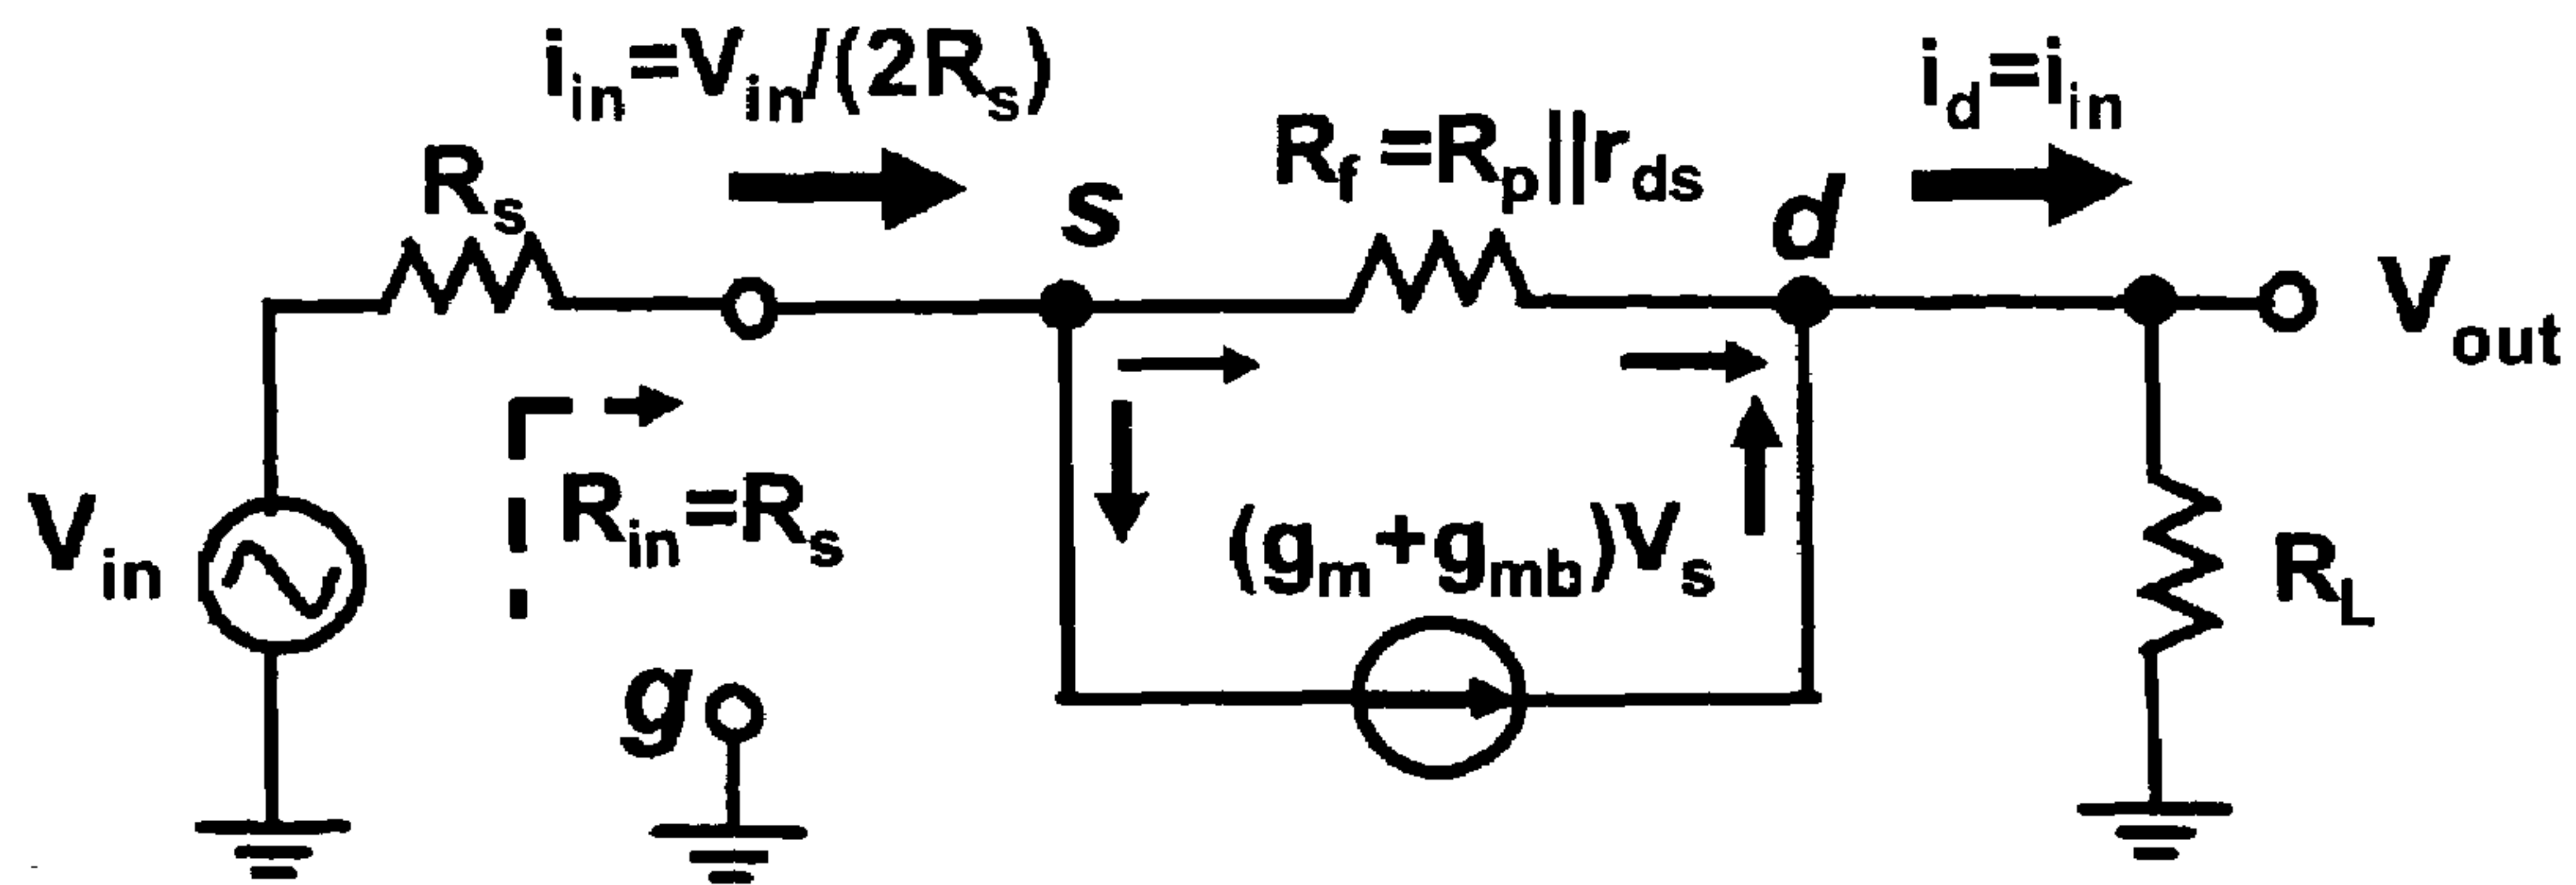 i_in=V_in/(2R_s)
i_d=i_in
R_s
S
R_f=R_p||r_ds
d
V_out
V_in
R_in=R_s
(g_m+g_mb)V_s
R_L
g